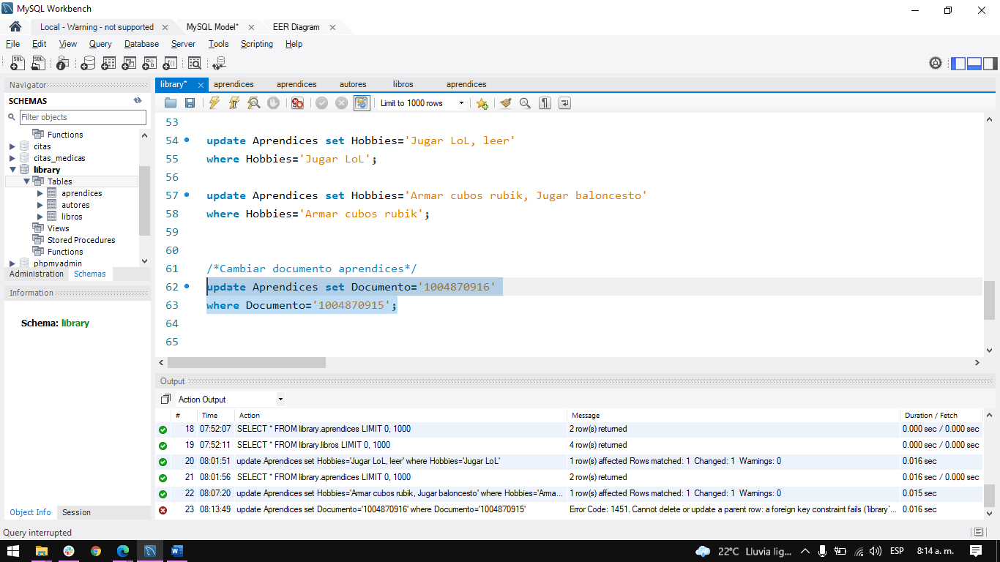 MySQL Workbench
Local - Warning - not supported
MySQL Model*
EER Diagram
File Edit View Query Database Server Tools Scripting Help
Navigator
SCHEMAS
Filter objects
Functions
citas
citas_medicas
library
Tables
aprendices
autores
libros
Views
Stored Procedures
Functions
phpmyadmin
Administration Schemas
Information
Schema: library
Object Info Session
library* aprendices aprendices autores libros aprendices
Limit to 1000 rows
53
54 update Aprendices set Hobbies='Jugar LoL, leer'
55 where Hobbies='Jugar LoL';
56
57 update Aprendices set Hobbies='Armar cubos rubik, Jugar baloncesto'
58 where Hobbies='Armar cubos rubik';
59
60
61 /*Cambiar documento aprendices*/
62 update Aprendices set Documento='1004870916'
63 where Documento='1004870915';
64
65
Output
Action Output
# Time Action Message Duration / Fetch
18 07:52:07 SELECT * FROM library.aprendices LIMIT 0, 1000 2 row(s) returned 0.000 sec / 0.000 sec
19 07:52:11 SELECT * FROM library.libros LIMIT 0, 1000 4 row(s) returned 0.000 sec / 0.000 sec
20 08:01:51 update Aprendices set Hobbies='Jugar LoL, leer' where Hobbies='Jugar LoL' 1 row(s) affected Rows matched: 1 Changed: 1 Warnings: 0 0.016 sec
21 08:01:56 SELECT * FROM library.aprendices LIMIT 0, 1000 2 row(s) returned 0.016 sec / 0.000 sec
22 08:07:20 update Aprendices set Hobbies='Armar cubos rubik, Jugar baloncesto' where Hobbies='Arma... 1 row(s) affected Rows matched: 1 Changed: 1 Warnings: 0 0.015 sec
23 08:13:49 update Aprendices set Documento='1004870916' where Documento='1004870915' Error Code: 1451. Cannot delete or update a parent row: a foreign key constraint fails (`library`... 0.016 sec
Query interrupted
22°C Lluvia lig... ESP 8:14 a. m.